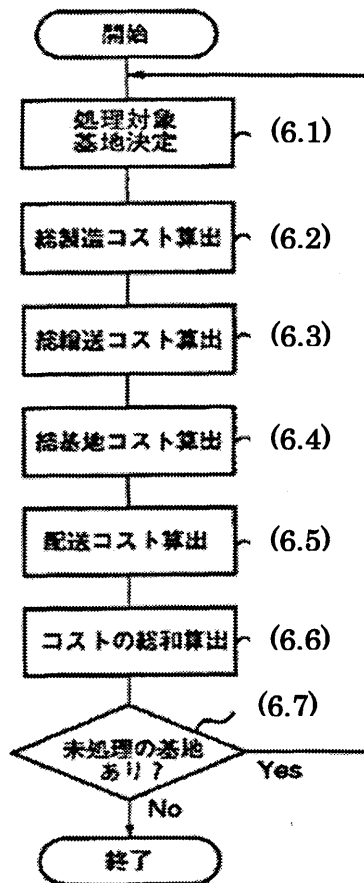 開始
処理対象
基地決定
(6.1)
総製造コスト算出
(6.2)
総輸送コスト算出
(6.3)
総基地コスト算出
(6.4)
配送コスト算出
(6.5)
コストの総和算出
(6.6)
(6.7)
未処理の基地
あり?
Yes
No
終了